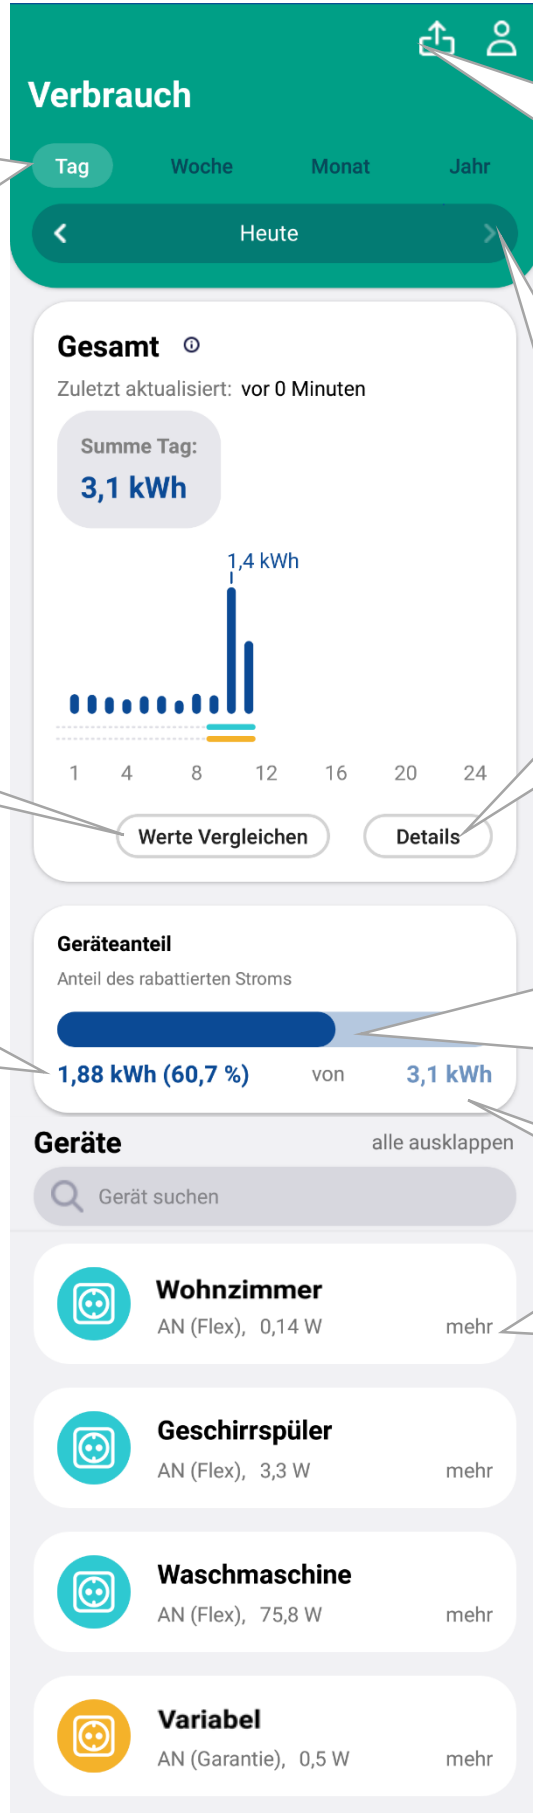 Verbrauch
Tag Woche Monat Jahr
Heute
Gesamt
Zuletzt aktualisiert: vor 0 Minuten
Summe Tag:
3,1 kWh
1,4 kWh
1 4 8 12 16 20 24
Werte Vergleichen Details
Geräteanteil
Anteil des rabattierten Stroms
1,88 kWh (60,7 %) von 3,1 kWh
Geräte alle ausklappen
Gerät suchen
Wohnzimmer
AN (Flex), 0,14 W mehr
Geschirrspüler
AN (Flex), 3,3 W mehr
Waschmaschine
AN (Flex), 75,8 W mehr
Variabel
AN (Garantie), 0,5 W mehr